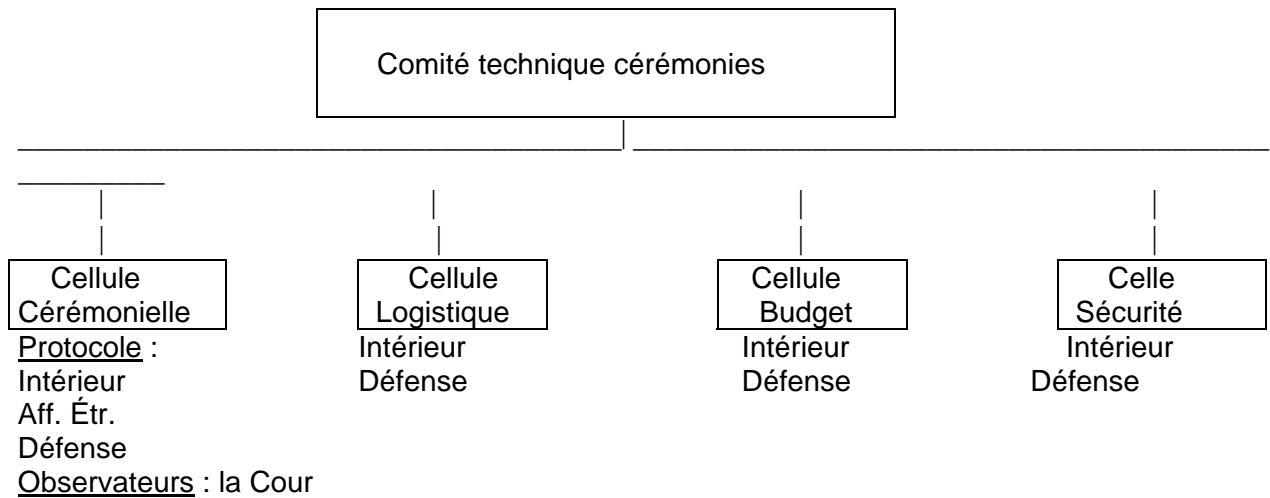 Comité technique cérémonies
Cellule
Cérémonielle
Protocole :
Intérieur
Aff. Étr.
Défense
Observateurs : la Cour
Cellule
Logistique
Intérieur
Défense
Cellule
Budget
Intérieur
Défense
Celle
Sécurité
Intérieur
Défense